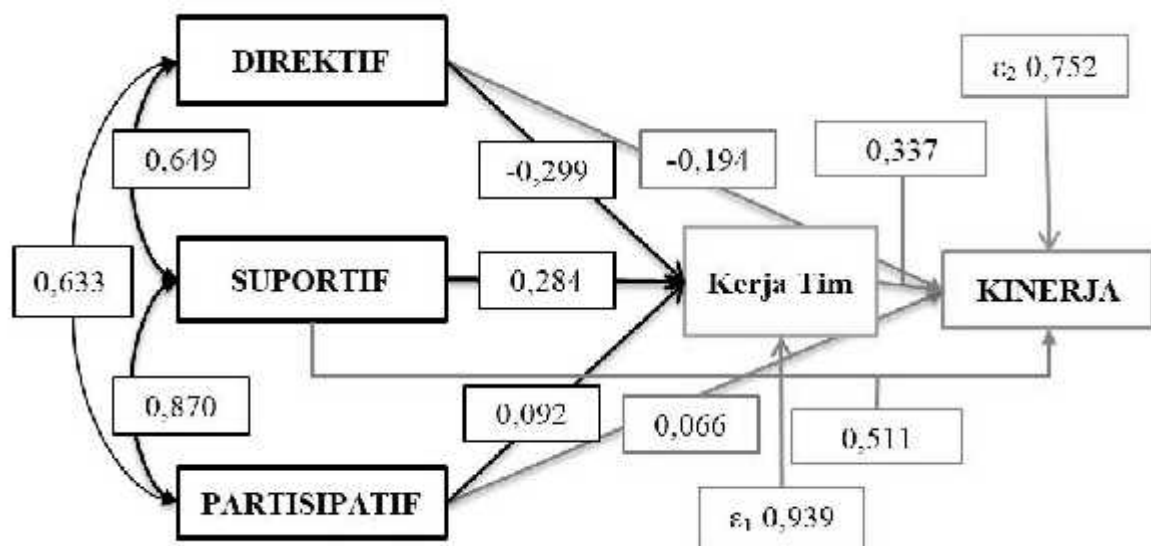 DIREKTIF
ε₂ 0,752
0,649
-0,299
-0,194
0,337
0,633
SUPORTIF
0,284
Kerja Tim
KINERJA
0,870
0,092
0,066
0,511
PARTISIPATIF
ε₁ 0,939